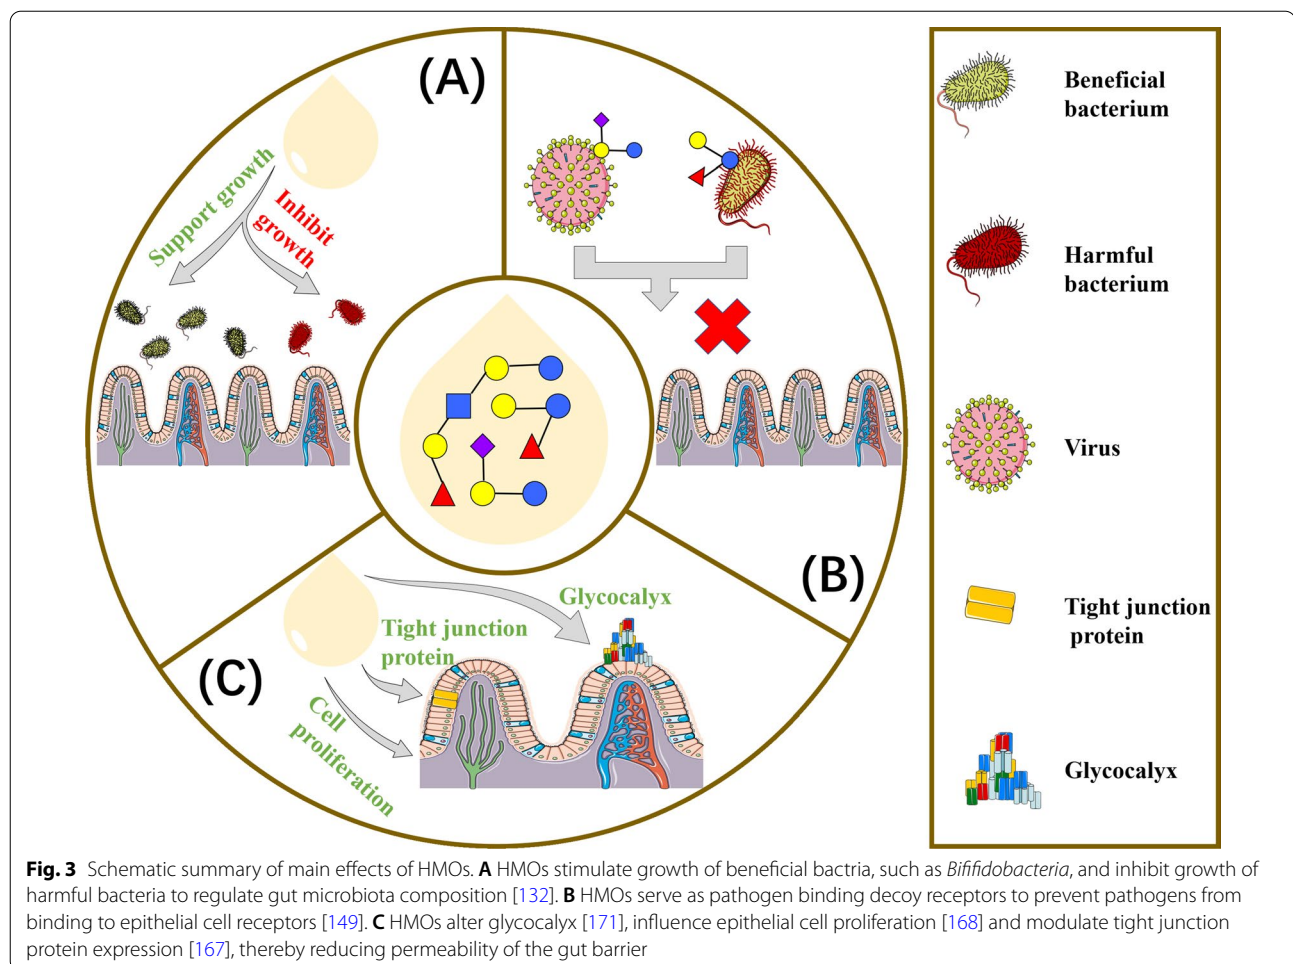 (A)
Support growth
Inhibit
growth
(B)
(C)
Glycocalyx
Tight junction
protein
Cell
proliferation
Beneficial
bacterium
Harmful
bacterium
Virus
Tight junction
protein
Glycocalyx
Fig. 3 Schematic summary of main effects of HMOs. A HMOs stimulate growth of beneficial bactria, such as Bififidobacteria, and inhibit growth of
harmful bacteria to regulate gut microbiota composition [132]. B HMOs serve as pathogen binding decoy receptors to prevent pathogens from
binding to epithelial cell receptors [149]. C HMOs alter glycocalyx [171], influence epithelial cell proliferation [168] and modulate tight junction
protein expression [167], thereby reducing permeability of the gut barrier